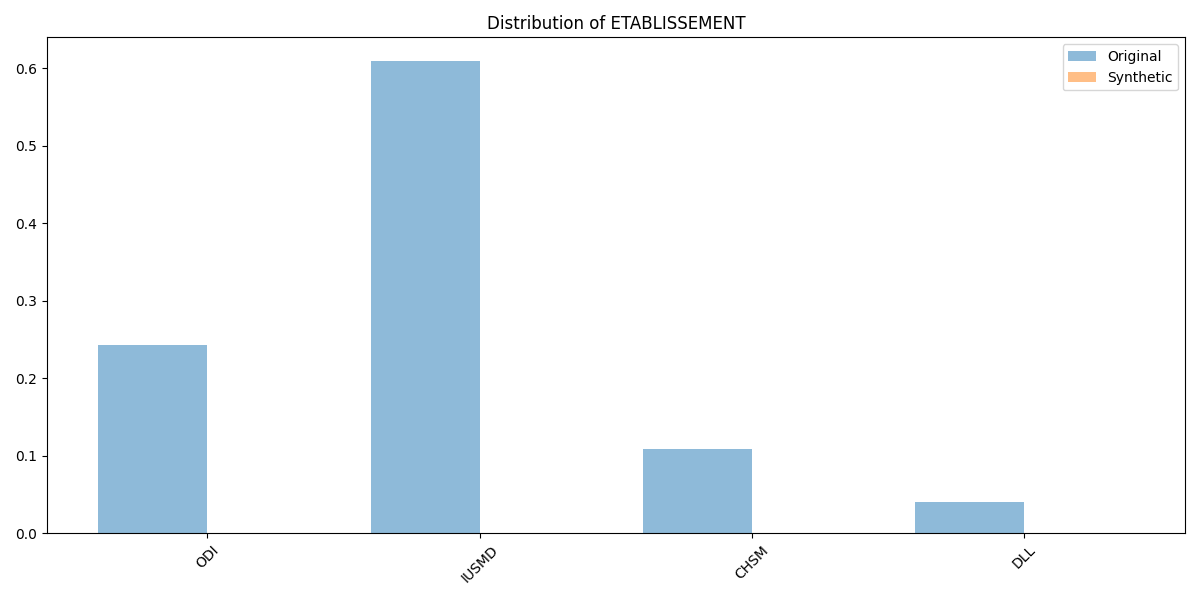 Distribution of ETABLISSEMENT
Original
Synthetic
0.6
0.5
0.4
0.3
0.2
0.1
0.0
ODI
IUSMD
CHSM
DLL